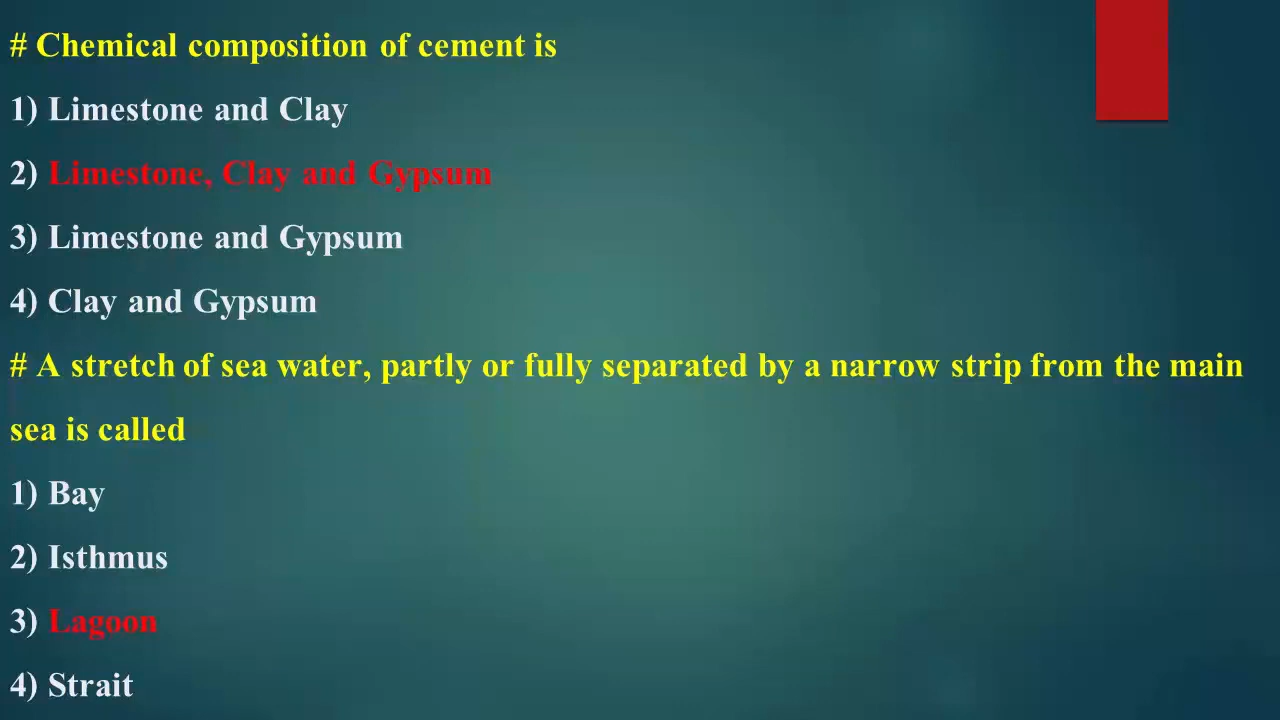 # Chemical composition of cement is
1) Limestone and Clay
2) Limestone, Clay and Gypsum
3) Limestone and Gypsum
4) Clay and Gypsum
# A stretch of sea water, partly or fully separated by a narrow strip from the main
sea is called
1) Bay
2) Isthmus
3) Lagoon
4) Strait